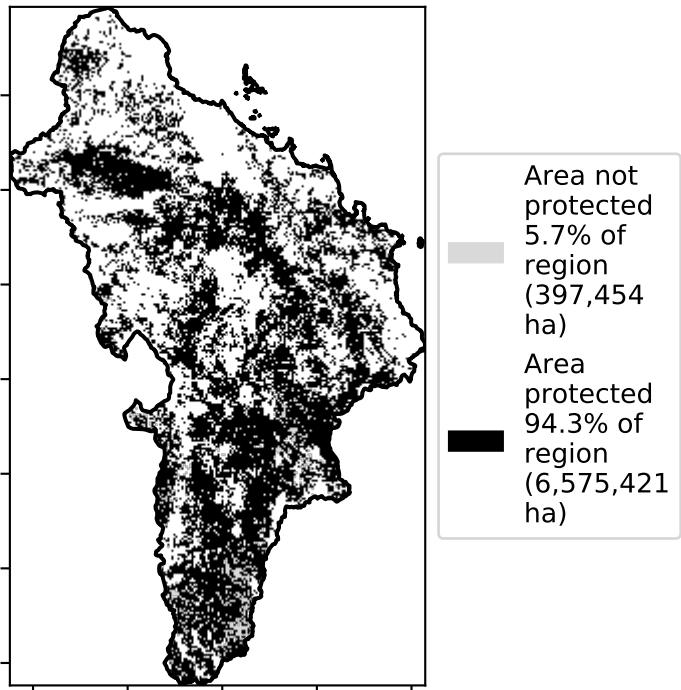 Area not
protected
5.7% of
region
(397,454
ha)
Area
protected
94.3% of
region
(6,575,421
ha)